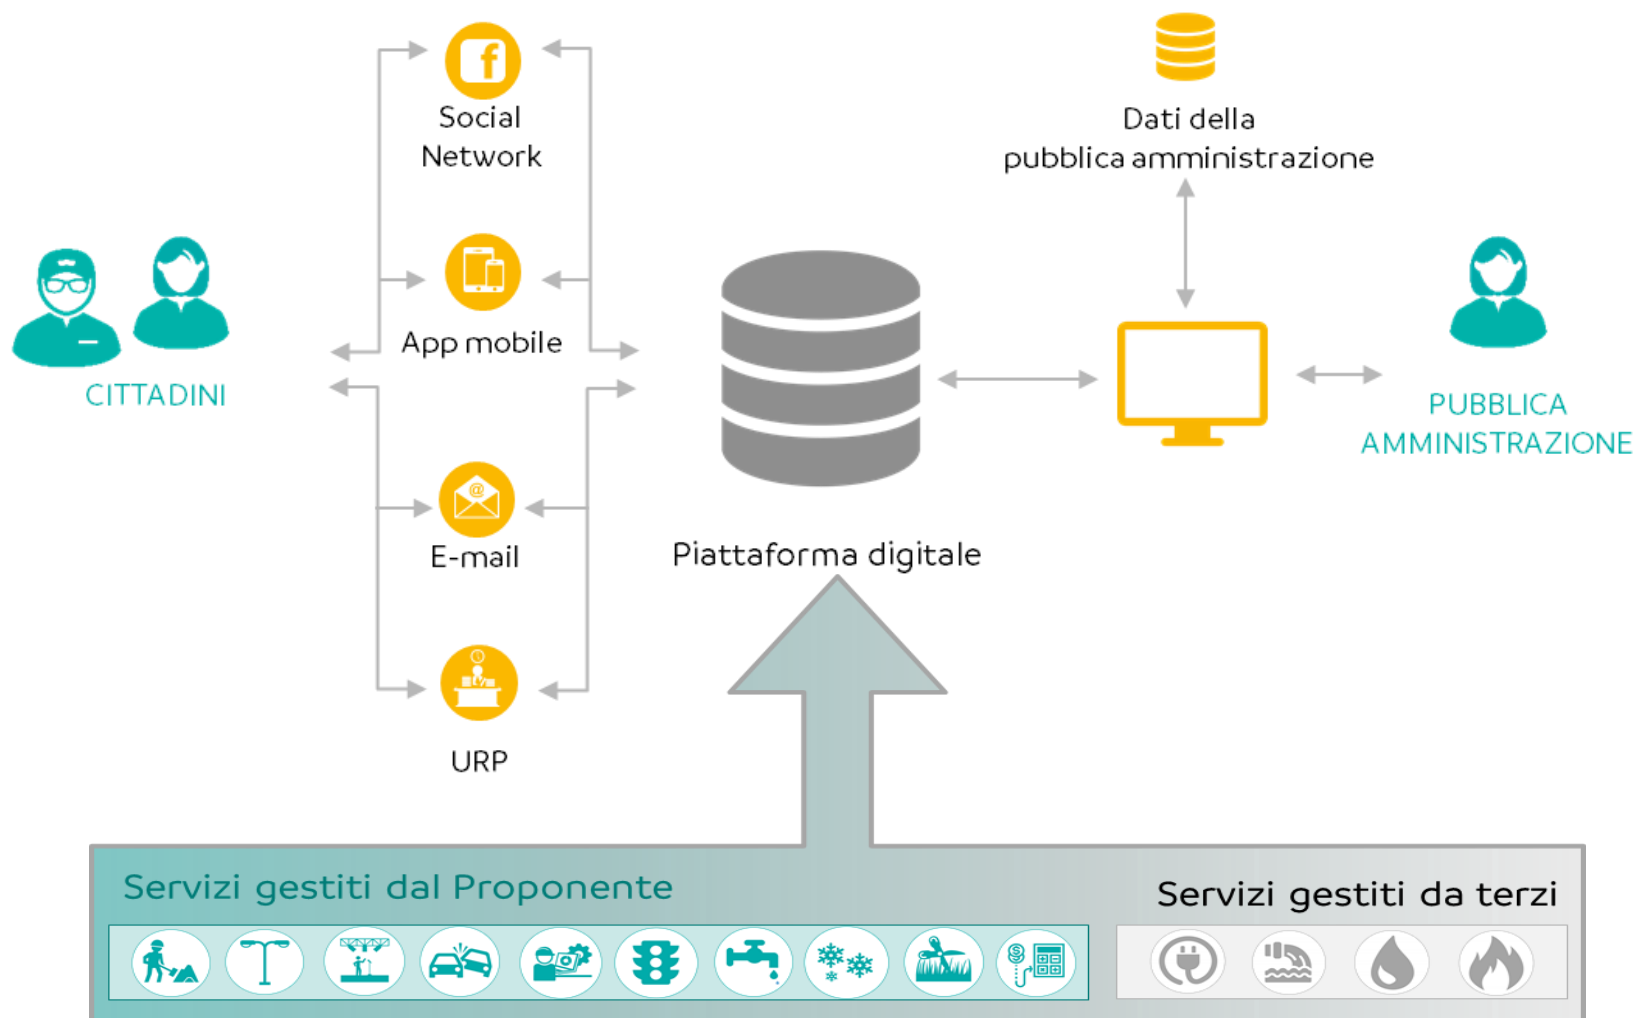 Social
Network
App mobile
CITTADINI
E-mail
URP
Piattaforma digitale
Dati della
pubblica amministrazione
PUBBLICA
AMMINISTRAZIONE
Servizi gestiti dal Proponente
Servizi gestiti da terzi